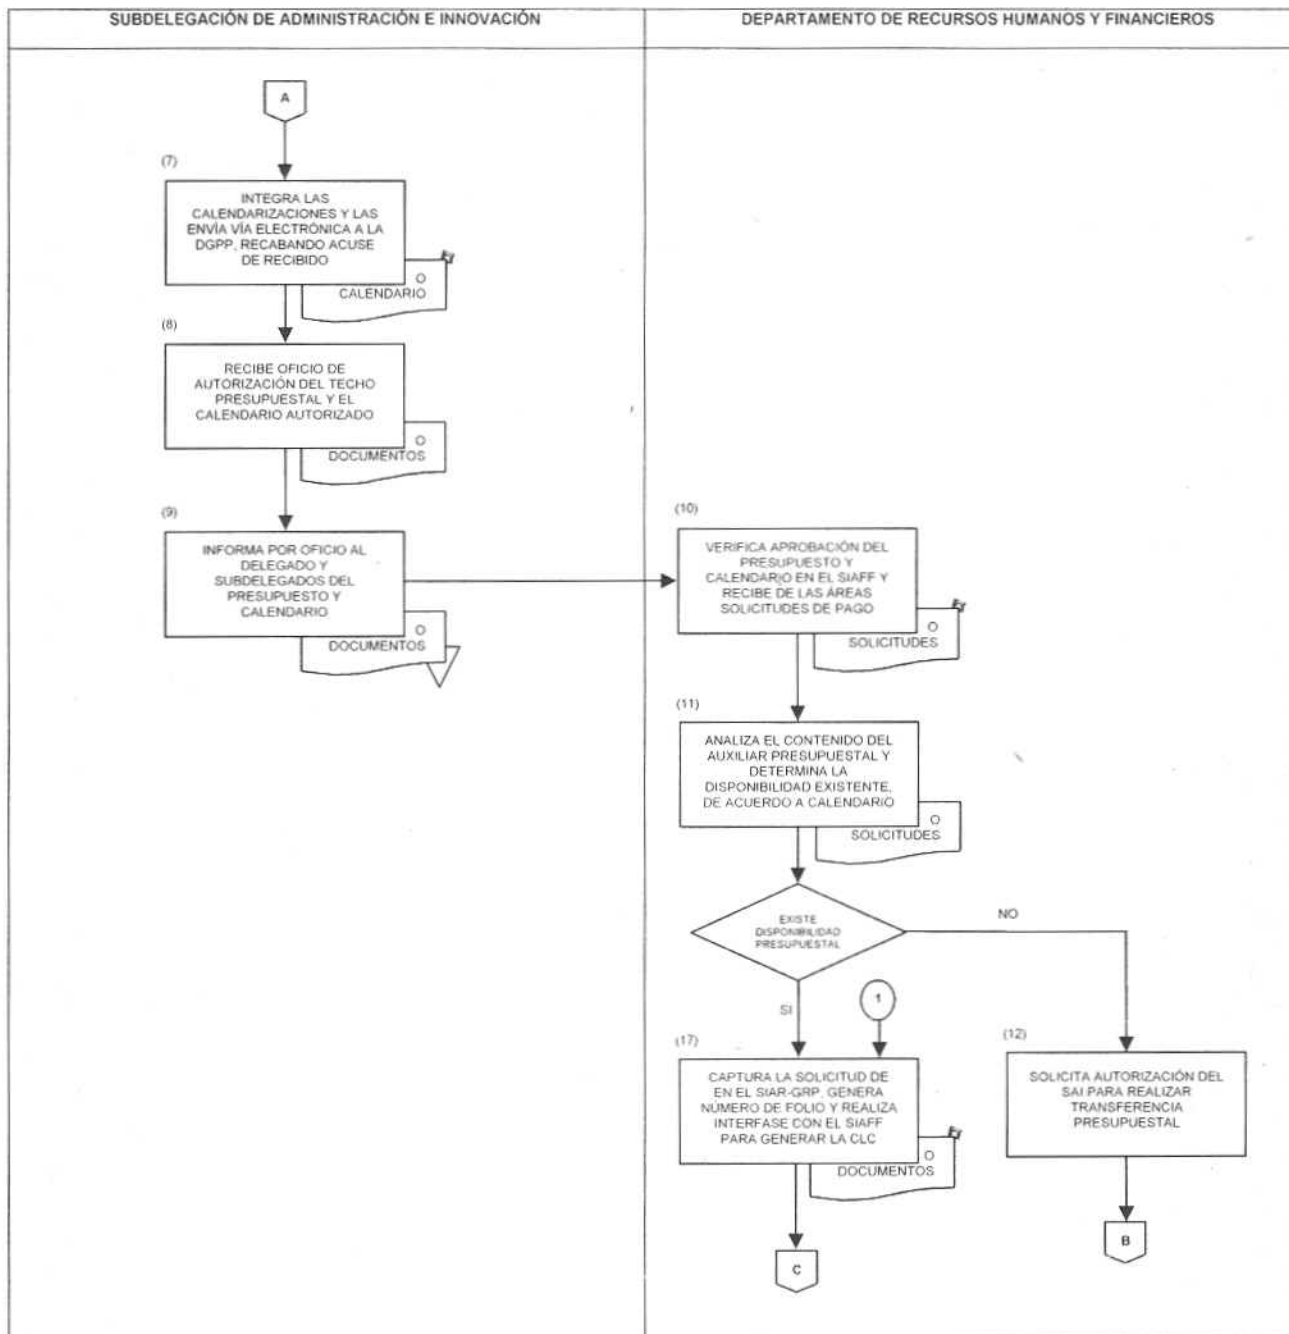 SUBDELEGACIÓN DE ADMINISTRACIÓN E INNOVACIÓN
DEPARTAMENTO DE RECURSOS HUMANOS Y FINANCIEROS
A
(7)
INTEGRA LAS
CALENDARIZACIONES Y LAS
ENVÍA VÍA ELECTRÓNICA A LA
DGPP, RECABANDO ACUSE
DE RECIBIDO
O
CALENDARIO
(8)
RECIBE OFICIO DE
AUTORIZACIÓN DEL TECHO
PRESUPUESTAL Y EL
CALENDARIO AUTORIZADO
O
DOCUMENTOS
(9)
INFORMA POR OFICIO AL
DELEGADO Y
SUBDELEGADOS DEL
PRESUPUESTO Y
CALENDARIO
O
DOCUMENTOS
(10)
VERIFICA APROBACIÓN DEL
PRESUPUESTO Y
CALENDARIO EN EL SIAFF Y
RECIBE DE LAS ÁREAS
SOLICITUDES DE PAGO
O
SOLICITUDES
(11)
ANALIZA EL CONTENIDO DEL
AUXILIAR PRESUPUESTAL Y
DETERMINA LA
DISPONIBILIDAD EXISTENTE,
DE ACUERDO A CALENDARIO
O
SOLICITUDES
EXISTE
DISPONIBILIDAD
PRESUPUESTAL
NO
SI
1
(17)
CAPTURA LA SOLICITUD DE
EN EL SIAR-GRP, GENERA
NÚMERO DE FOLIO Y REALIZA
INTERFASE CON EL SIAFF
PARA GENERAR LA CLC
O
DOCUMENTOS
C
(12)
SOLICITA AUTORIZACIÓN DEL
SAI PARA REALIZAR
TRANSFERENCIA
PRESUPUESTAL
B